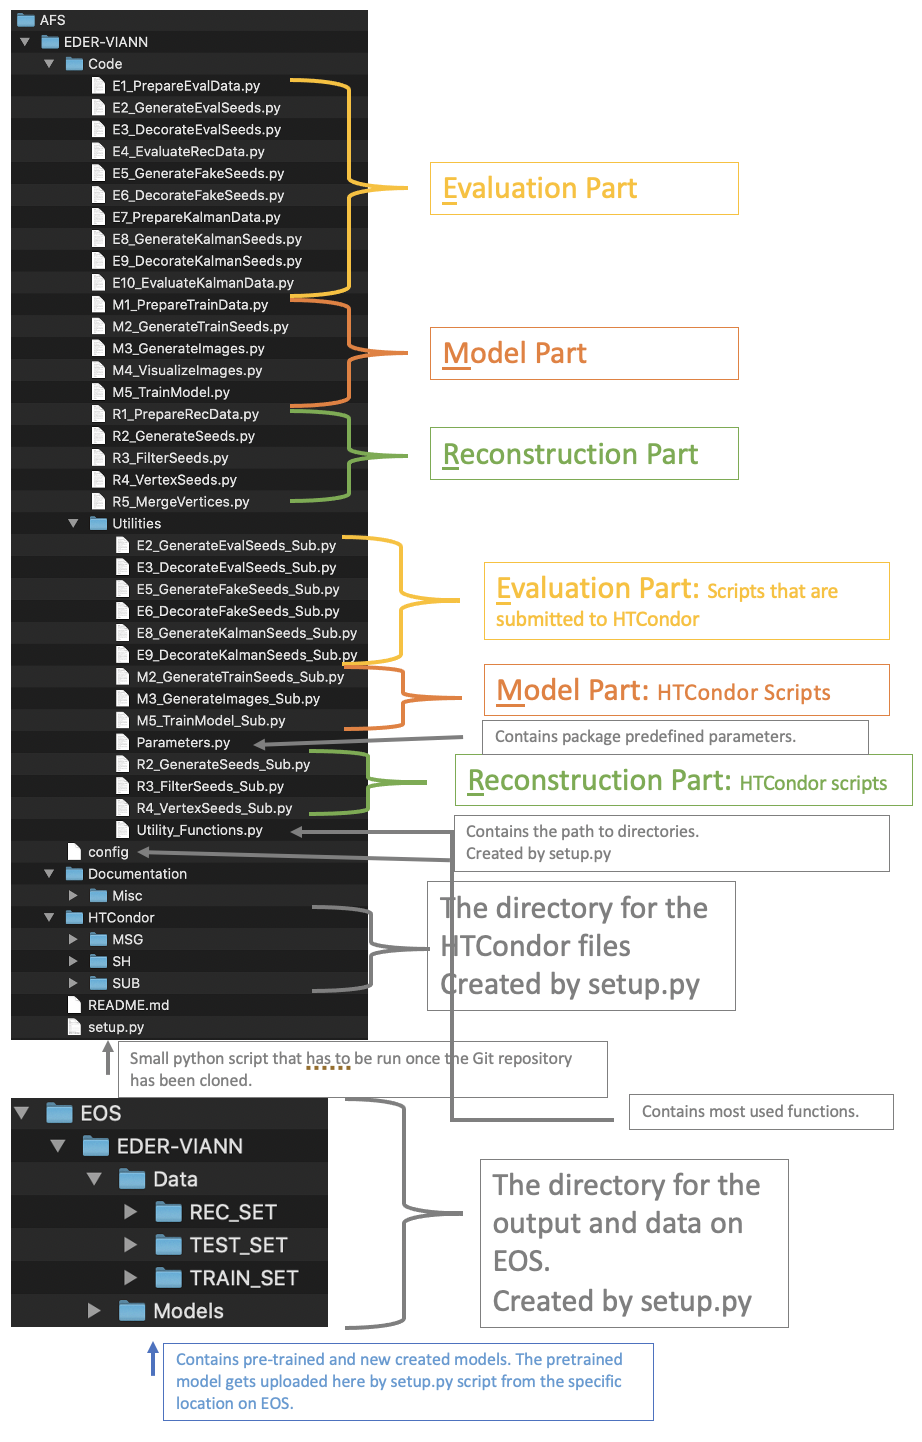 AFS
EDER-VIANN
Code
E1_PrepareEvalData.py
E2_GenerateEvalSeeds.py
E3_DecorateEvalSeeds.py
E4_EvaluateRecData.py
E5_GenerateFakeSeeds.py
E6_DecorateFakeSeeds.py
E7_PrepareKalmanData.py
E8_GenerateKalmanSeeds.py
E9_DecorateKalmanSeeds.py
E10_EvaluateKalmanData.py
Evaluation Part
M1_PrepareTrainData.py
M2_GenerateTrainSeeds.py
M3_GenerateImages.py
M4_VisualizeImages.py
M5_TrainModel.py
Model Part
R1_PrepareRecData.py
R2_GenerateSeeds.py
R3_FilterSeeds.py
R4_VertexSeeds.py
R5_MergeVertices.py
Reconstruction Part
Utilities
E2_GenerateEvalSeeds_Sub.py
E3_DecorateEvalSeeds_Sub.py
E5_GenerateFakeSeeds_Sub.py
E6_DecorateFakeSeeds_Sub.py
E8_GenerateKalmanSeeds_Sub.py
E9_DecorateKalmanSeeds_Sub.py
Evaluation Part: Scripts that are
submitted to HTCondor
M2_GenerateTrainSeeds_Sub.py
M3_GenerateImages_Sub.py
M5_TrainModel_Sub.py
Model Part: HTCondor Scripts
Parameters.py
Contains package predefined parameters.
R2_GenerateSeeds_Sub.py
R3_FilterSeeds_Sub.py
R4_VertexSeeds_Sub.py
Reconstruction Part: HTCondor scripts
Utility_Functions.py
config
Contains the path to directories.
Created by setup.py
Documentation
Misc
HTCondor
MSG
SH
SUB
The directory for the
HTCondor files
Created by setup.py
README.md
setup.py
Small python script that has to be run once the Git repository
has been cloned.
Contains most used functions.
EOS
EDER-VIANN
Data
REC_SET
TEST_SET
TRAIN_SET
Models
The directory for the
output and data on
EOS.
Created by setup.py
Contains pre-trained and new created models. The pretrained
model gets uploaded here by setup.py script from the specific
location on EOS.